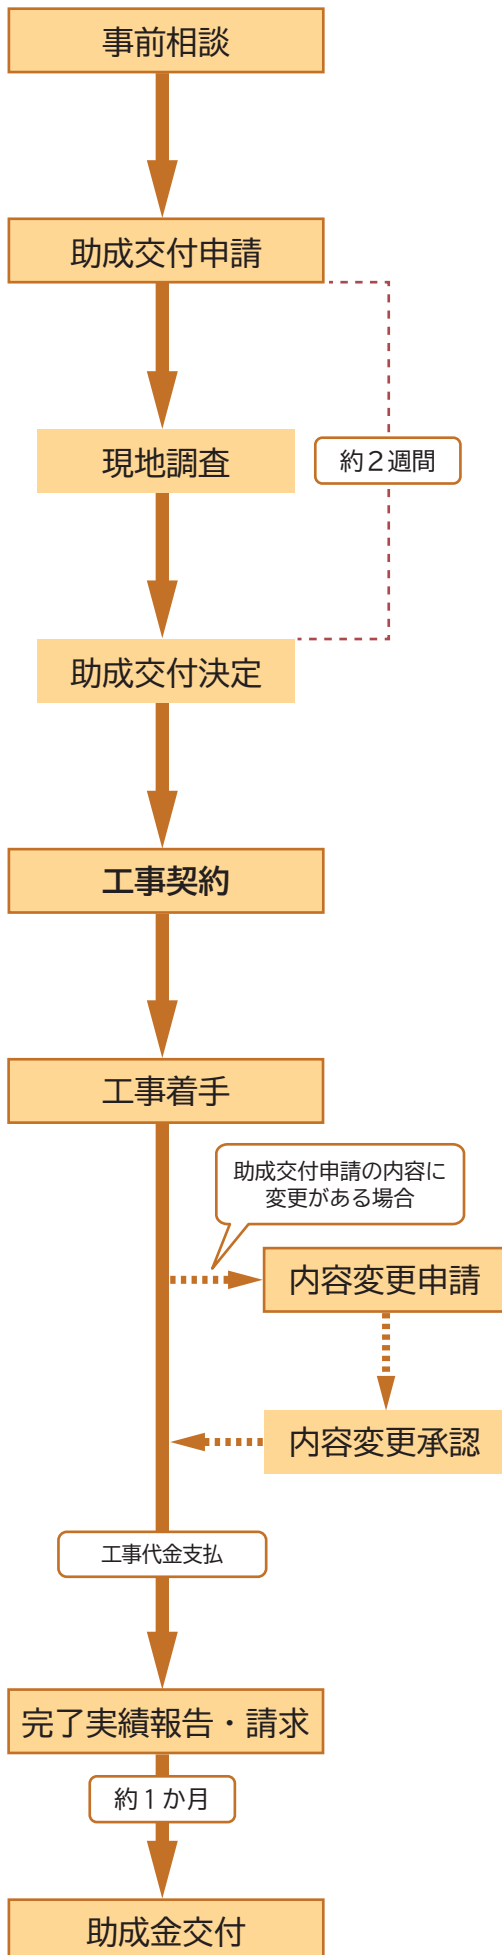 事前相談
助成交付申請
現地調査
約２週間
助成交付決定
工事契約
工事着手
助成交付申請の内容に
変更がある場合
内容変更申請
内容変更承認
工事代金支払
完了実績報告・請求
約１か月
助成金交付